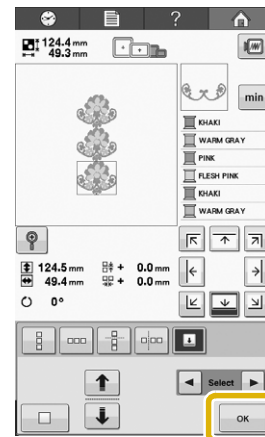 ?
124.4 mm
49.3 mm
min
KHAKI
WARM GRAY
PINK
FLESH PINK
KHAKI
WARM GRAY
124.5 mm + 0.0 mm
49.4 mm + 0.0 mm
0°
Select
OK